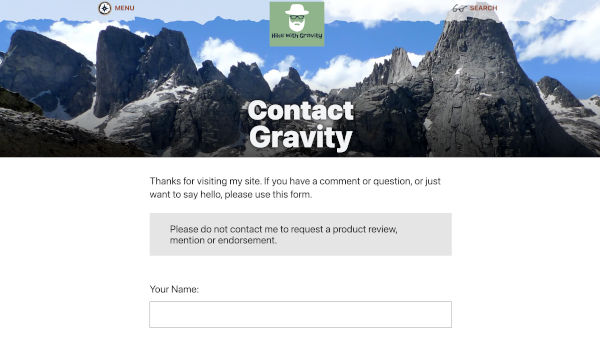 MENU
Hike with Gravity
SEARCH
Contact
Gravity
Thanks for visiting my site. If you have a comment or question, or just
want to say hello, please use this form.
Please do not contact me to request a product review,
mention or endorsement.
Your Name: